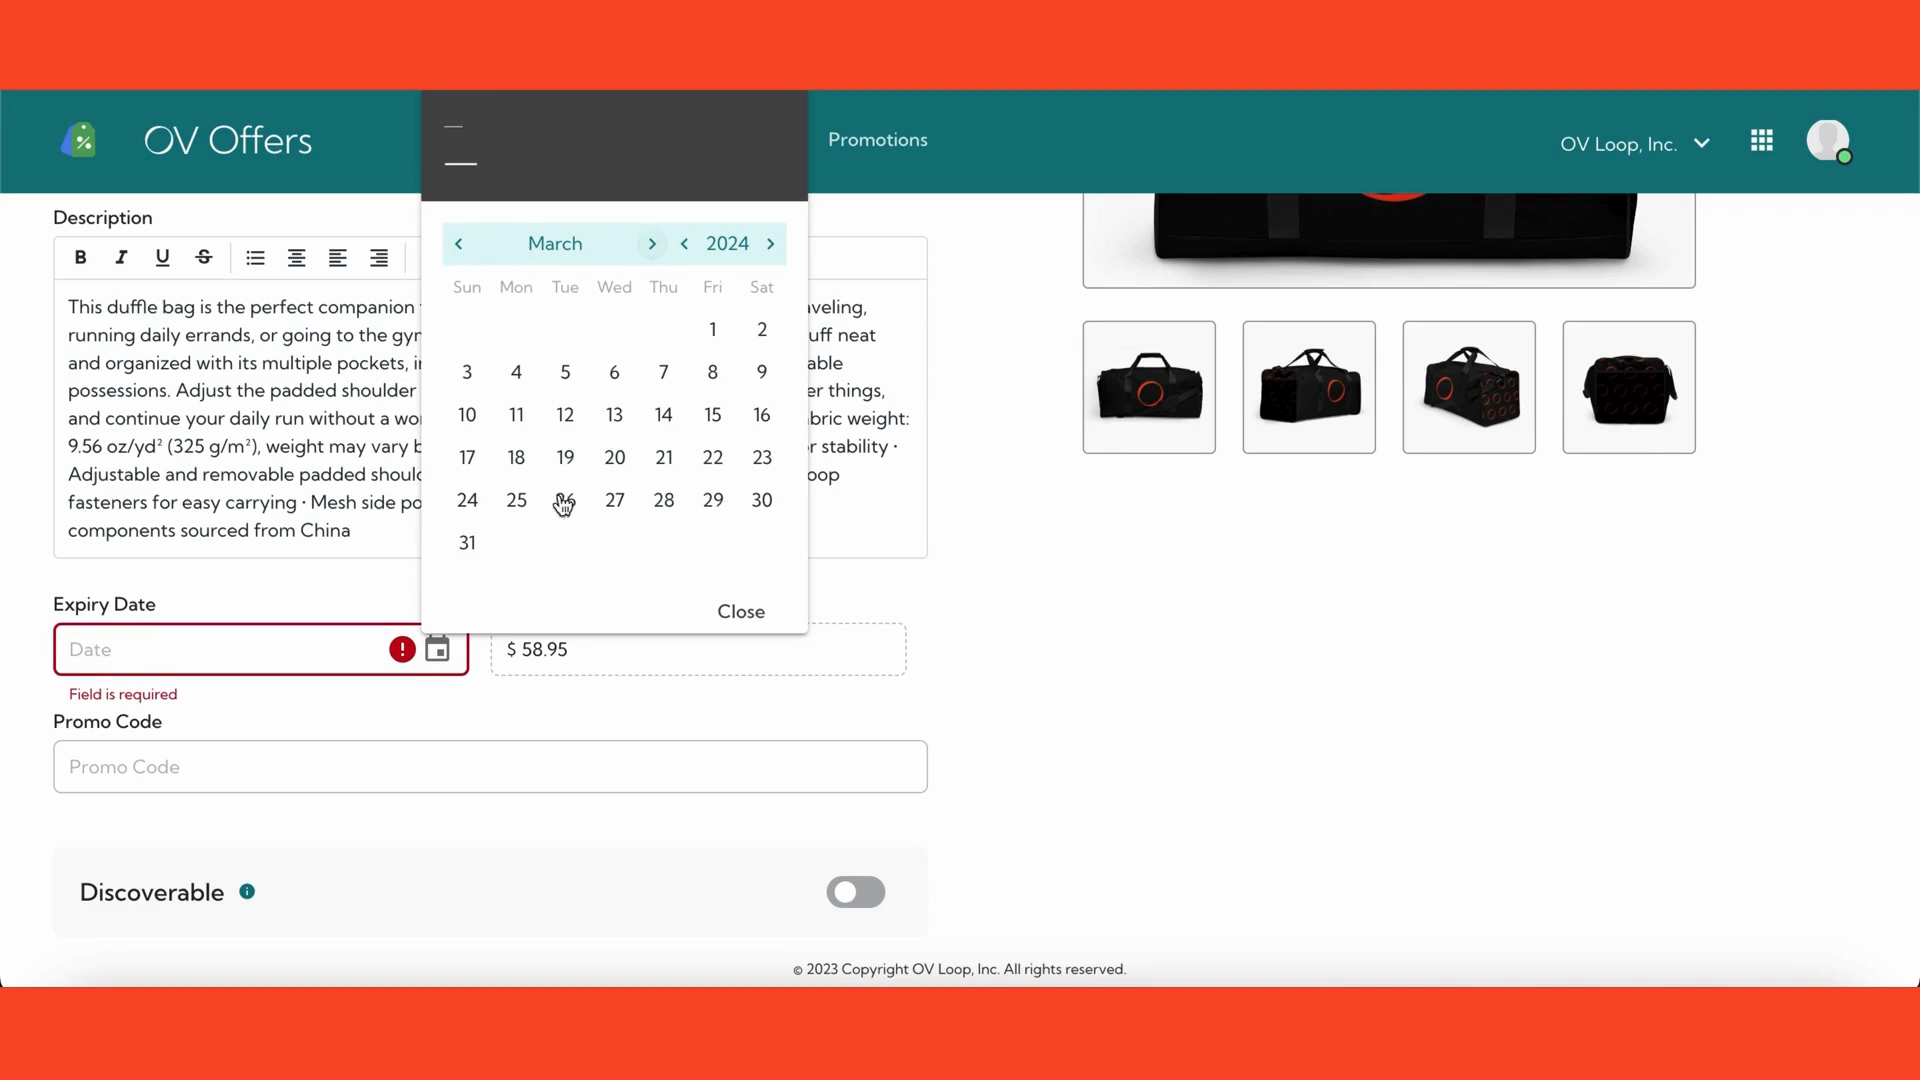 OV Offers
Promotions
OV Loop, Inc.
Description
B I U S
This duffle bag is the perfect companion
aveling,
running daily errands, or going to the gyr
uff neat
and organized with its multiple pockets, i
able
possessions. Adjust the padded shoulder
er things,
and continue your daily run without a wo
bric weight:
9.56 oz/yd² (325 g/m²), weight may vary b
r stability •
Adjustable and removable padded should
oop
fasteners for easy carrying • Mesh side po
components sourced from China
March 2024
Sun Mon Tue Wed Thu Fri Sat
1 2
3 4 5 6 7 8 9
10 11 12 13 14 15 16
17 18 19 20 21 22 23
24 25 27 28 29 30
31
Close
Expiry Date
Date
$ 58.95
Field is required
Promo Code
Promo Code
Discoverable
© 2023 Copyright OV Loop, Inc. All rights reserved.